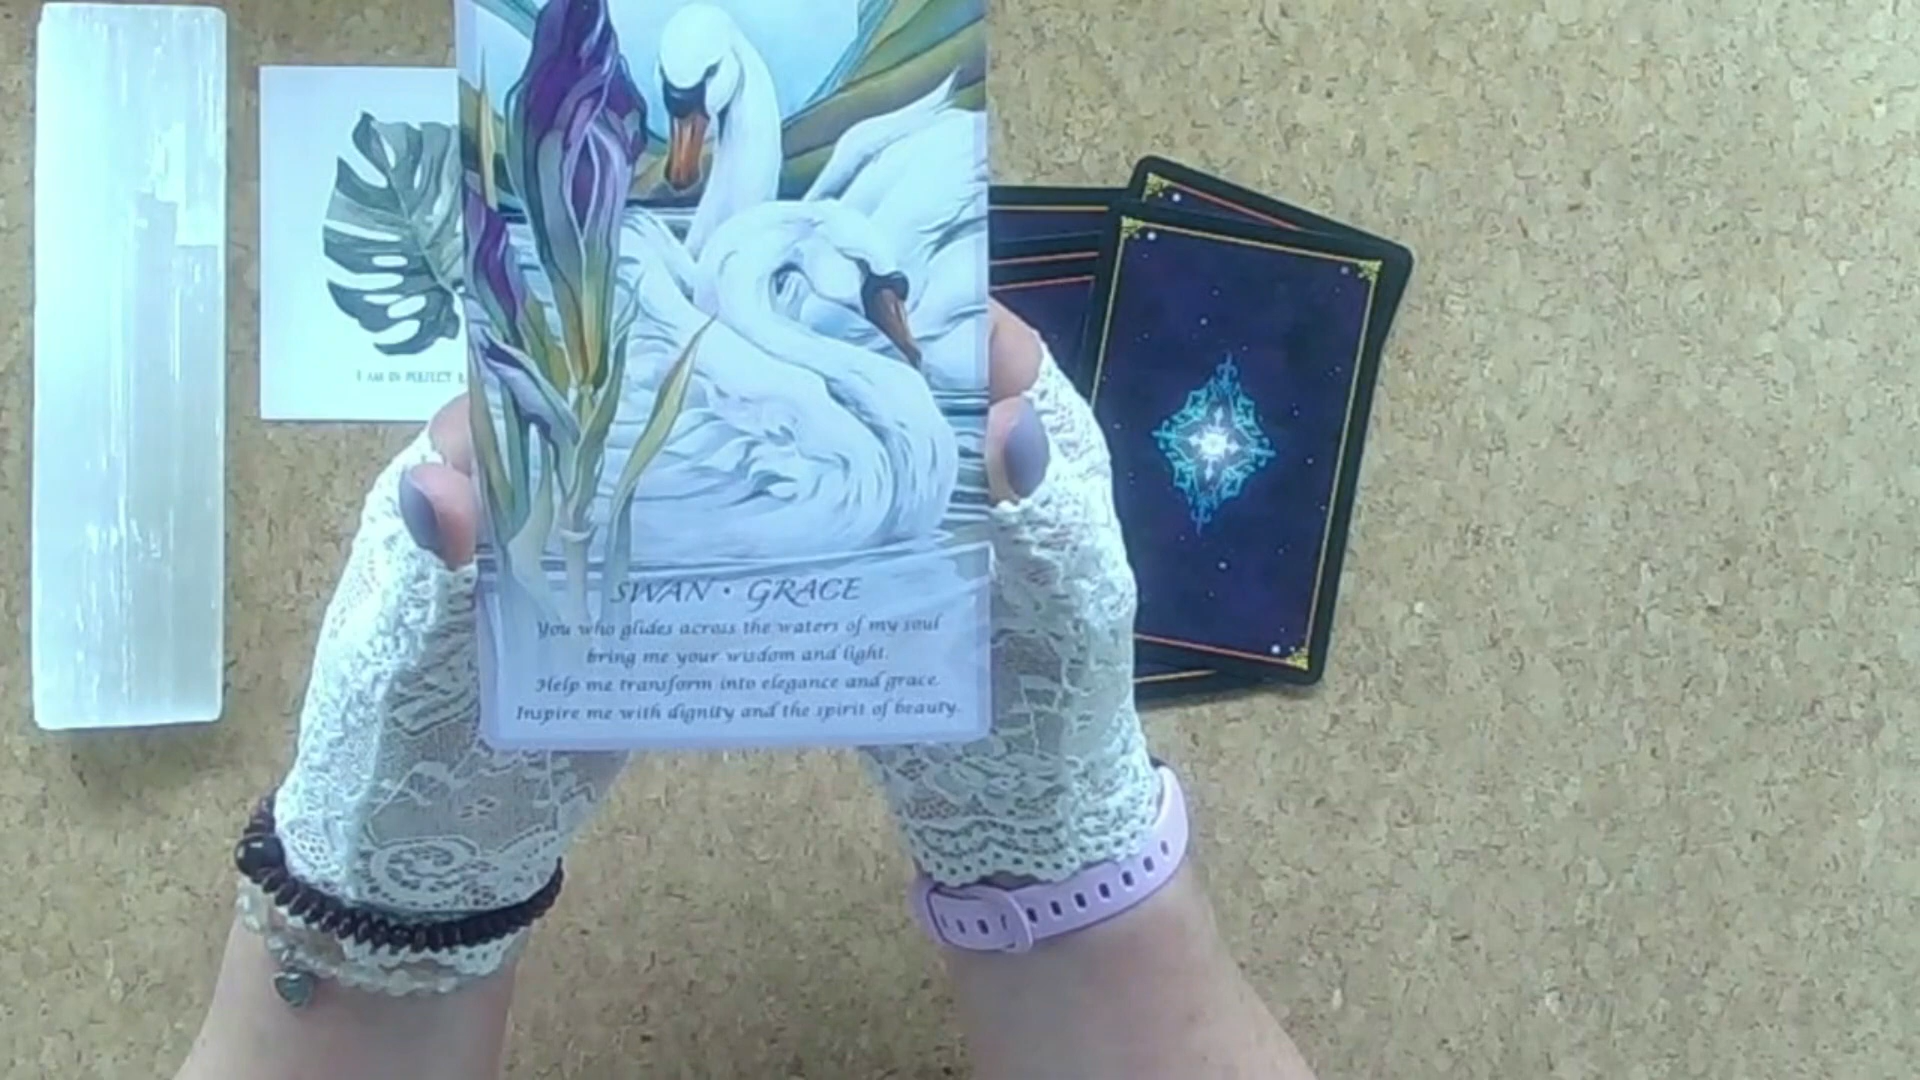 I AM IN PERFECT
SWAN · GRACE
You who glides across the waters of my soul
bring me your wisdom and light.
Help me transform into elegance and grace.
Inspire me with dignity and the spirit of beauty.